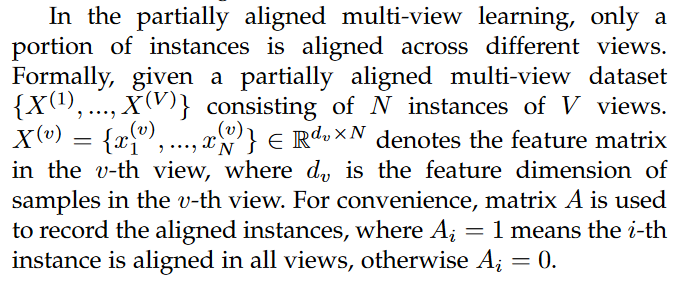 In the partially aligned multi-view learning, only a
portion of instances is aligned across different views.
Formally, given a partially aligned multi-view dataset
{X^{(1)}, ..., X^{(V)}} consisting of N instances of V views.
X^{(v)} = {x_1^{(v)}, ..., x_N^{(v)}} ∈ ℝ^{d_v×N} denotes the feature matrix
in the v-th view, where d_v is the feature dimension of
samples in the v-th view. For convenience, matrix A is used
to record the aligned instances, where A_i = 1 means the i-th
instance is aligned in all views, otherwise A_i = 0.